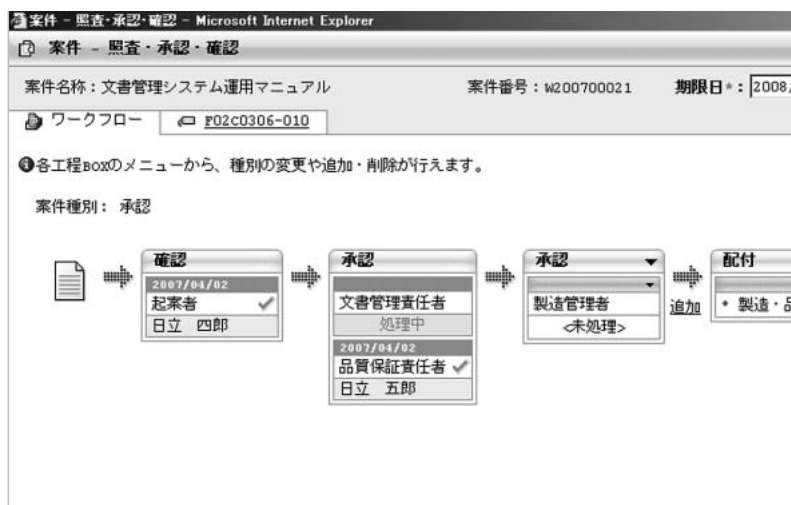 案件 - 照査・承認・確認 - Microsoft Internet Explorer
案件 - 照査・承認・確認
案件名称：文書管理システム運用マニュアル 案件番号：W200700021 期限日*：2008/
ワークフロー F02C0306-010
各工程BOXのメニューから、種別の変更や追加・削除が行えます。
案件種別： 承認
確認
2007/04/02
起案者
日立 四郎
承認
文書管理責任者
処理中
2007/04/02
品質保証責任者
日立 五郎
承認
製造管理者
<未処理>
追加
配付
* 製造・品